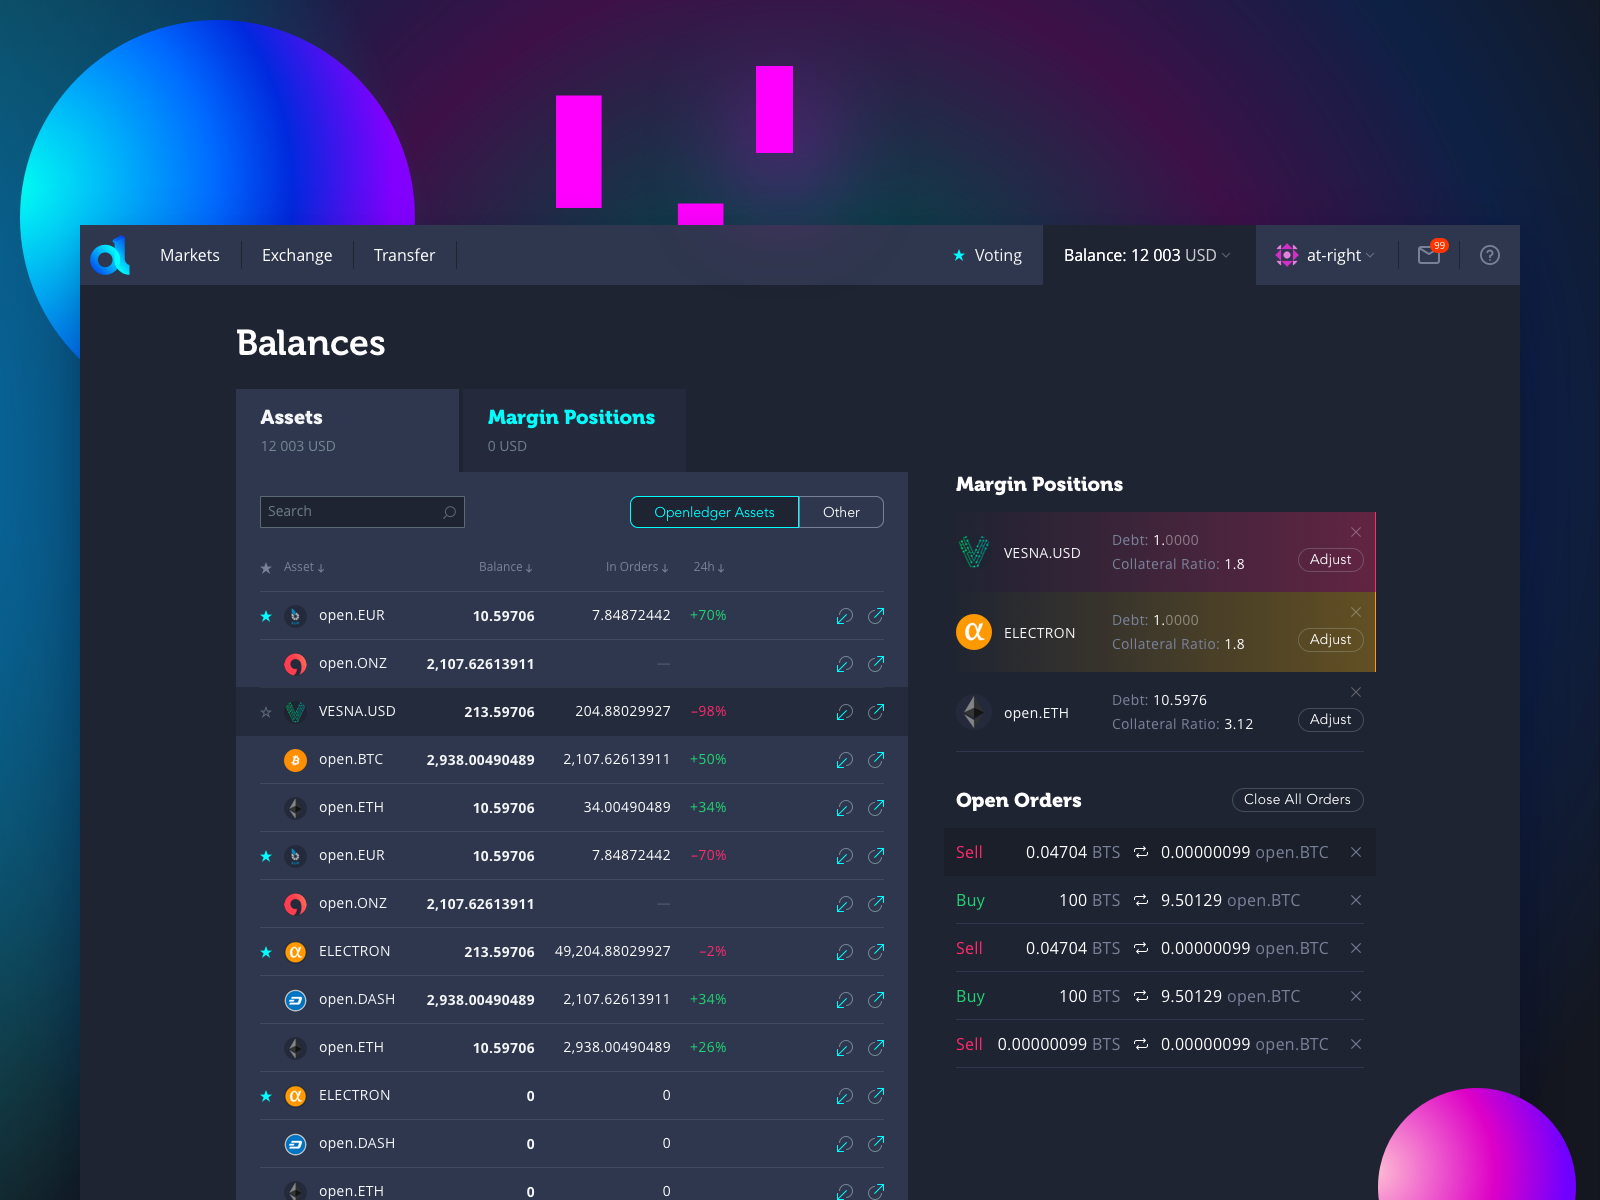 Markets Exchange Transfer Voting Balance: 12 003 USD at-right 99 ?
Balances
Assets Margin Positions
12 003 USD 0 USD
Margin Positions
Search Openledger Assets Other
VESNA.USD Debt: 1.0000 Collateral Ratio: 1.8 Adjust
Asset Balance In Orders 24h
ELECTRON Debt: 1.0000 Collateral Ratio: 1.8 Adjust
open.ETH Debt: 10.5976 Collateral Ratio: 3.12 Adjust
open.EUR 10.59706 7.84872442 +70%
open.ONZ 2,107.62613911 —
VESNA.USD 213.59706 204.88029927 –98%
open.BTC 2,938.00490489 2,107.62613911 +50%
open.ETH 10.59706 34.00490489 +34%
open.EUR 10.59706 7.84872442 –70%
open.ONZ 2,107.62613911 —
ELECTRON 213.59706 49,204.88029927 –2%
open.DASH 2,938.00490489 2,107.62613911 +34%
open.ETH 10.59706 2,938.00490489 +26%
ELECTRON 0 0
open.DASH 0 0
open.ETH 0 0
Open Orders Close All Orders
Sell 0.04704 BTS 0.00000099 open.BTC
Buy 100 BTS 9.50129 open.BTC
Sell 0.04704 BTS 0.00000099 open.BTC
Buy 100 BTS 9.50129 open.BTC
Sell 0.00000099 BTS 0.00000099 open.BTC